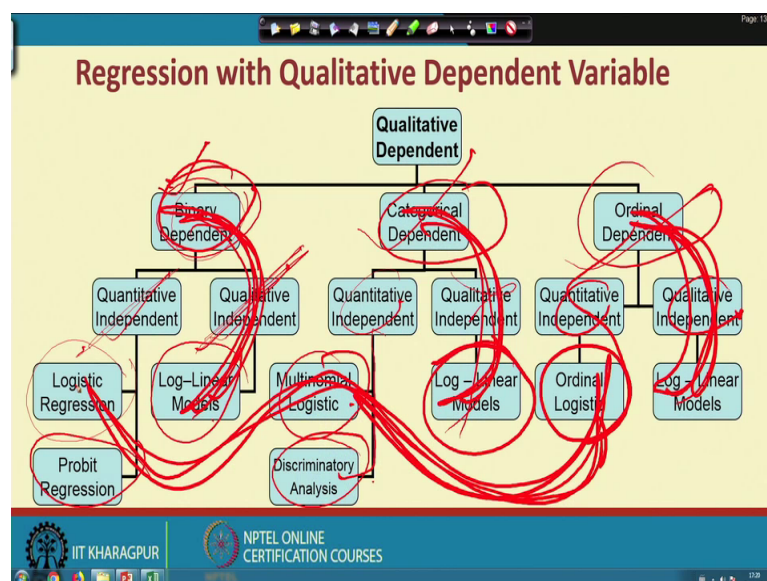 Page: 13
Regression with Qualitative Dependent Variable
Qualitative
Dependent
Binary
Dependent
Categorical
Dependent
Ordinal
Dependent
Quantitative
Independent
Qualitative
Independent
Quantitative
Independent
Qualitative
Independent
Quantitative
Independent
Qualitative
Independent
Logistic
Regression
Log–Linear
Models
Multinomial
Logistic
Log – Linear
Models
Ordinal
Logistic
Log – Linear
Models
Probit
Regression
Discriminatory
Analysis
IIT KHARAGPUR
NPTEL ONLINE
CERTIFICATION COURSES
17:29